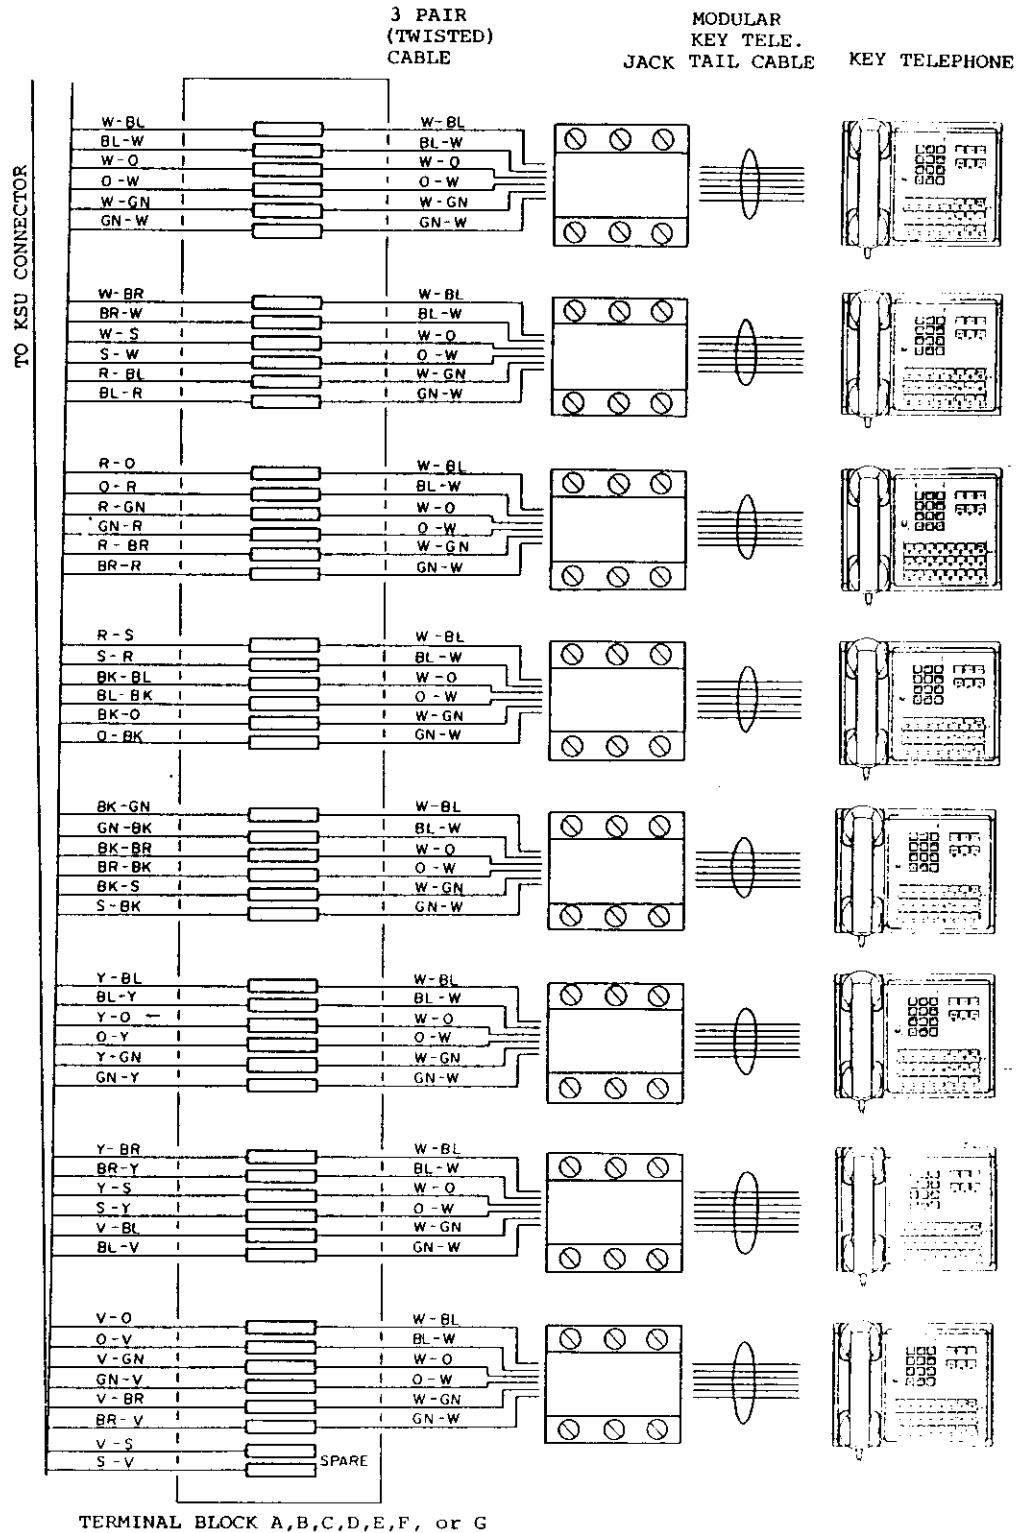 3 PAIR
(TWISTED)
CABLE
MODULAR
KEY TELE.
JACK TAIL CABLE
KEY TELEPHONE
TO KSU CONNECTOR
W-BL W-BL
BL-W BL-W
W-O W-O
O-W O-W
W-GN W-GN
GN-W GN-W
W-BR W-BL
BR-W BL-W
W-S W-O
S-W O-W
R-BL W-GN
BL-R GN-W
R-O W-BL
O-R BL-W
R-GN W-O
GN-R O-W
R-BR W-GN
BR-R GN-W
R-S W-BL
S-R BL-W
BK-BL W-O
BL-BK O-W
BK-O W-GN
O-BK GN-W
BK-GN W-BL
GN-BK BL-W
BK-BR W-O
BR-BK O-W
BK-S W-GN
S-BK GN-W
Y-BL W-BL
BL-Y BL-W
Y-O W-O
O-Y O-W
Y-GN W-GN
GN-Y GN-W
Y-BR W-BL
BR-Y BL-W
Y-S W-O
S-Y O-W
V-BL W-GN
BL-V GN-W
V-O W-BL
O-V BL-W
V-GN W-O
GN-V O-W
V-BR W-GN
BR-V GN-W
V-S
S-V
SPARE
TERMINAL BLOCK A,B,C,D,E,F, or G